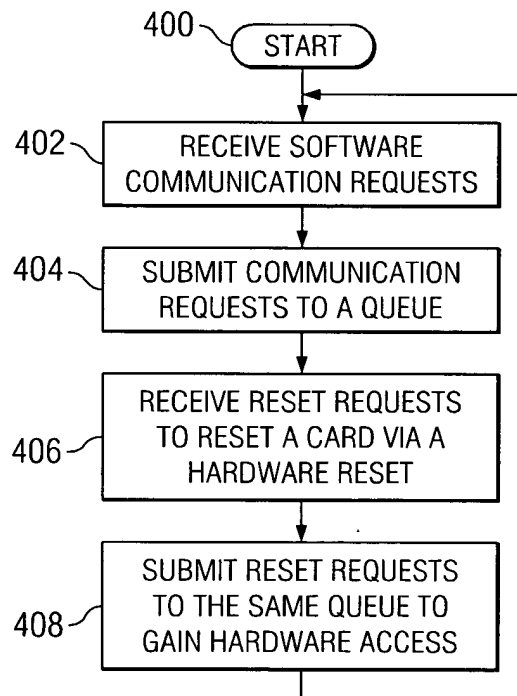 400
START
402
RECEIVE SOFTWARE
COMMUNICATION REQUESTS
404
SUBMIT COMMUNICATION
REQUESTS TO A QUEUE
406
RECEIVE RESET REQUESTS
TO RESET A CARD VIA A
HARDWARE RESET
408
SUBMIT RESET REQUESTS
TO THE SAME QUEUE TO
GAIN HARDWARE ACCESS